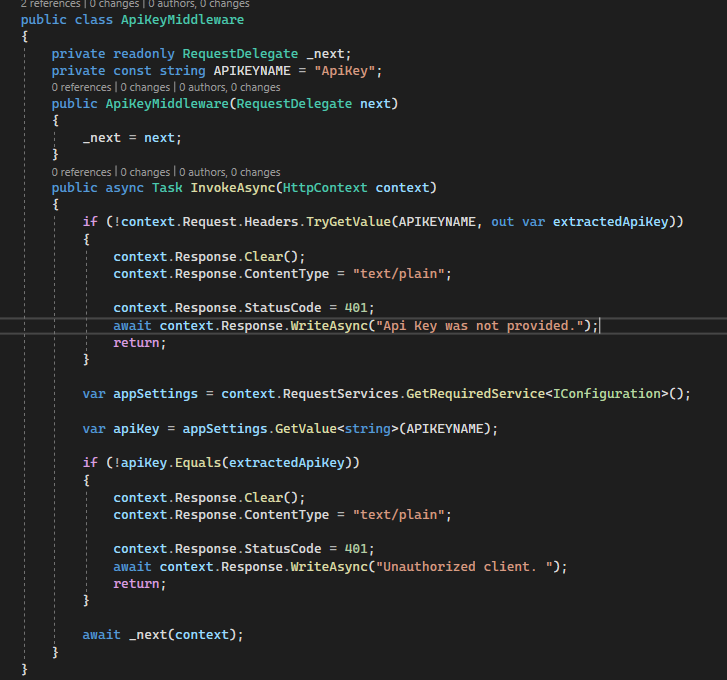 2 references | 0 changes | 0 authors, 0 changes
public class ApiKeyMiddleware
{
    private readonly RequestDelegate _next;
    private const string APIKEYNAME = "ApiKey";
    0 references | 0 changes | 0 authors, 0 changes
    public ApiKeyMiddleware(RequestDelegate next)
    {
        _next = next;
    }
    0 references | 0 changes | 0 authors, 0 changes
    public async Task InvokeAsync(HttpContext context)
    {
        if (!context.Request.Headers.TryGetValue(APIKEYNAME, out var extractedApiKey))
        {
            context.Response.Clear();
            context.Response.ContentType = "text/plain";

            context.Response.StatusCode = 401;
            await context.Response.WriteAsync("Api Key was not provided.");
            return;
        }

        var appSettings = context.RequestServices.GetRequiredService<IConfiguration>();

        var apiKey = appSettings.GetValue<string>(APIKEYNAME);

        if (!apiKey.Equals(extractedApiKey))
        {
            context.Response.Clear();
            context.Response.ContentType = "text/plain";

            context.Response.StatusCode = 401;
            await context.Response.WriteAsync("Unauthorized client. ");
            return;
        }

        await _next(context);
    }
}